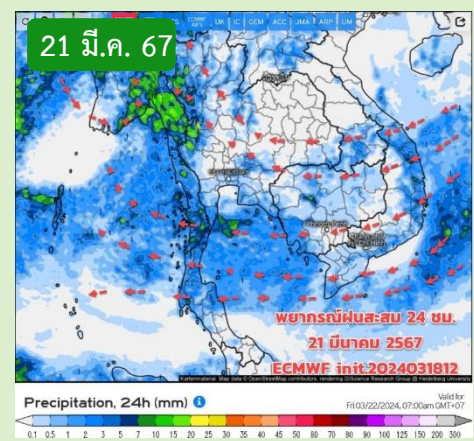 21 มี.ค. 67
UK IC GEM ACC JMA ARP UM
พยากรณ์ฝนสะสม 24 ชม.
21 มีนาคม 2567
ECMWF init.2024031812
Precipitation, 24h (mm)
Valid for
Fri 03/22/2024, 07:00am GMT+07
0.1 0.5 1 2 3 5 7 10 15 20 25 30 35 40 45 50 60 70 80 90 100 125 150 200 300